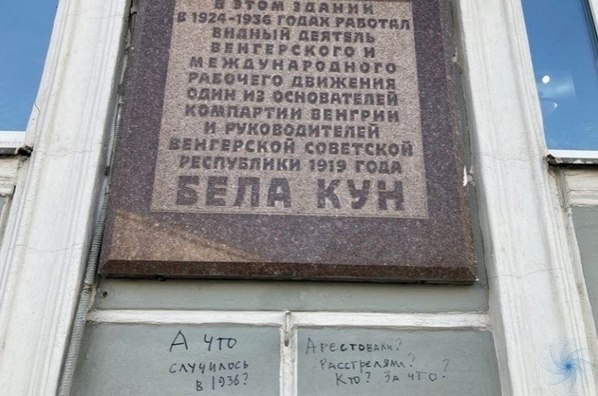 В ЭТОМ ЗДАНИИ
В 1924-1936 ГОДАХ РАБОТАЛ
ВИДНЫЙ ДЕЯТЕЛЬ
ВЕНГЕРСКОГО И
МЕЖДУНАРОДНОГО
РАБОЧЕГО ДВИЖЕНИЯ
ОДИН ИЗ ОСНОВАТЕЛЕЙ
КОМПАРТИИ ВЕНГРИИ
И РУКОВОДИТЕЛЕЙ
ВЕНГЕРСКОЙ СОВЕТСКОЙ
РЕСПУБЛИКИ 1919 ГОДА
БЕЛА КУН
А ЧТО
СЛУЧИЛОСЬ
В 1936?
АРЕСТОВАЛИ?
РАССТРЕЛЯЛИ?
КТО? ЗА ЧТО?